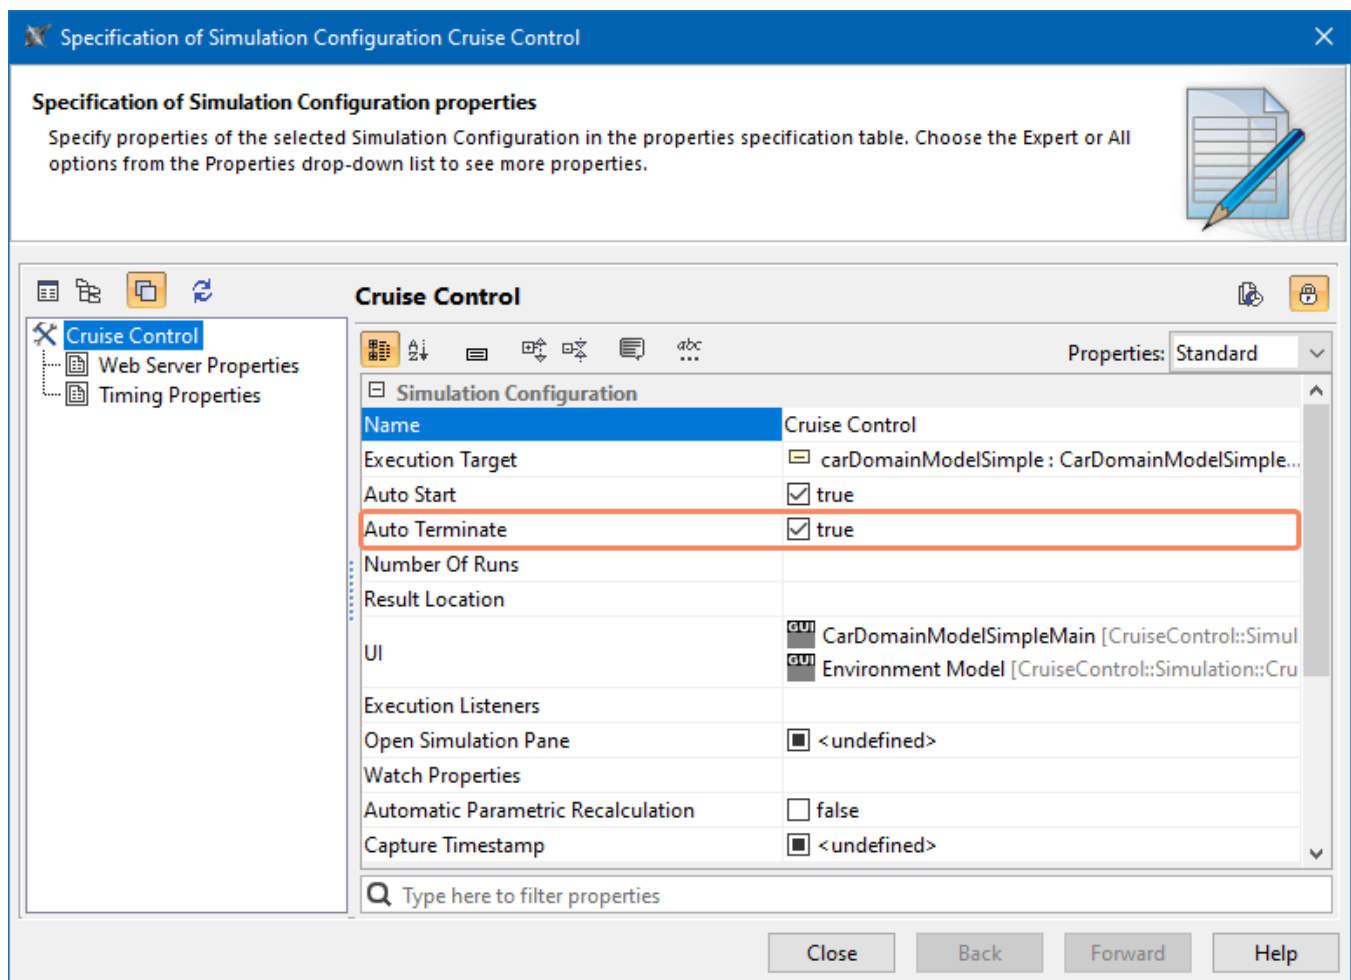 Specification of Simulation Configuration Cruise Control
Specification of Simulation Configuration properties
Specify properties of the selected Simulation Configuration in the properties specification table. Choose the Expert or All
options from the Properties drop-down list to see more properties.
Cruise Control
Web Server Properties
Timing Properties
Cruise Control
Properties: Standard
Simulation Configuration
Name Cruise Control
Execution Target carDomainModelSimple : CarDomainModelSimple...
Auto Start true
Auto Terminate true
Number Of Runs
Result Location
UI
GUI CarDomainModelSimpleMain [CruiseControl::Simul
GUI Environment Model [CruiseControl::Simulation::Cru
Execution Listeners
Open Simulation Pane <undefined>
Watch Properties
Automatic Parametric Recalculation false
Capture Timestamp <undefined>
Type here to filter properties
Close Back Forward Help